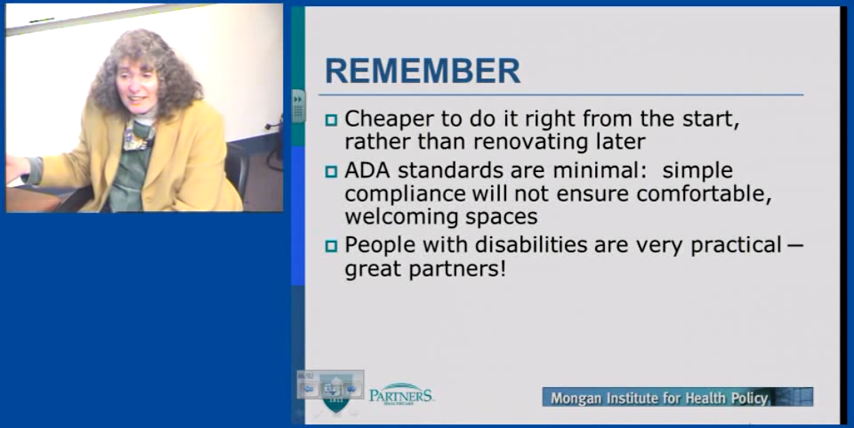 REMEMBER
Cheaper to do it right from the start,
rather than renovating later
ADA standards are minimal: simple
compliance will not ensure comfortable,
welcoming spaces
People with disabilities are very practical –
great partners!
PARTNERS
Mongan Institute for Health Policy